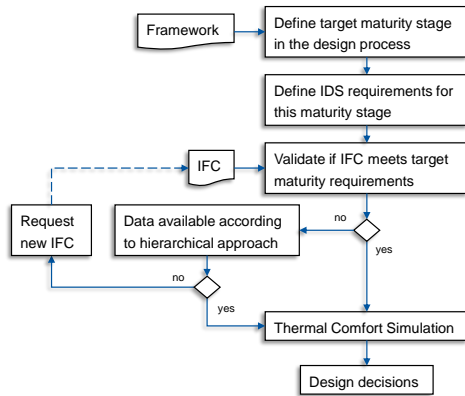 Framework
Define target maturity stage
in the design process
Define IDS requirements for
this maturity stage
IFC
Validate if IFC meets target
maturity requirements
Request
new IFC
Data available according
to hierarchical approach
no
yes
no
yes
Thermal Comfort Simulation
Design decisions